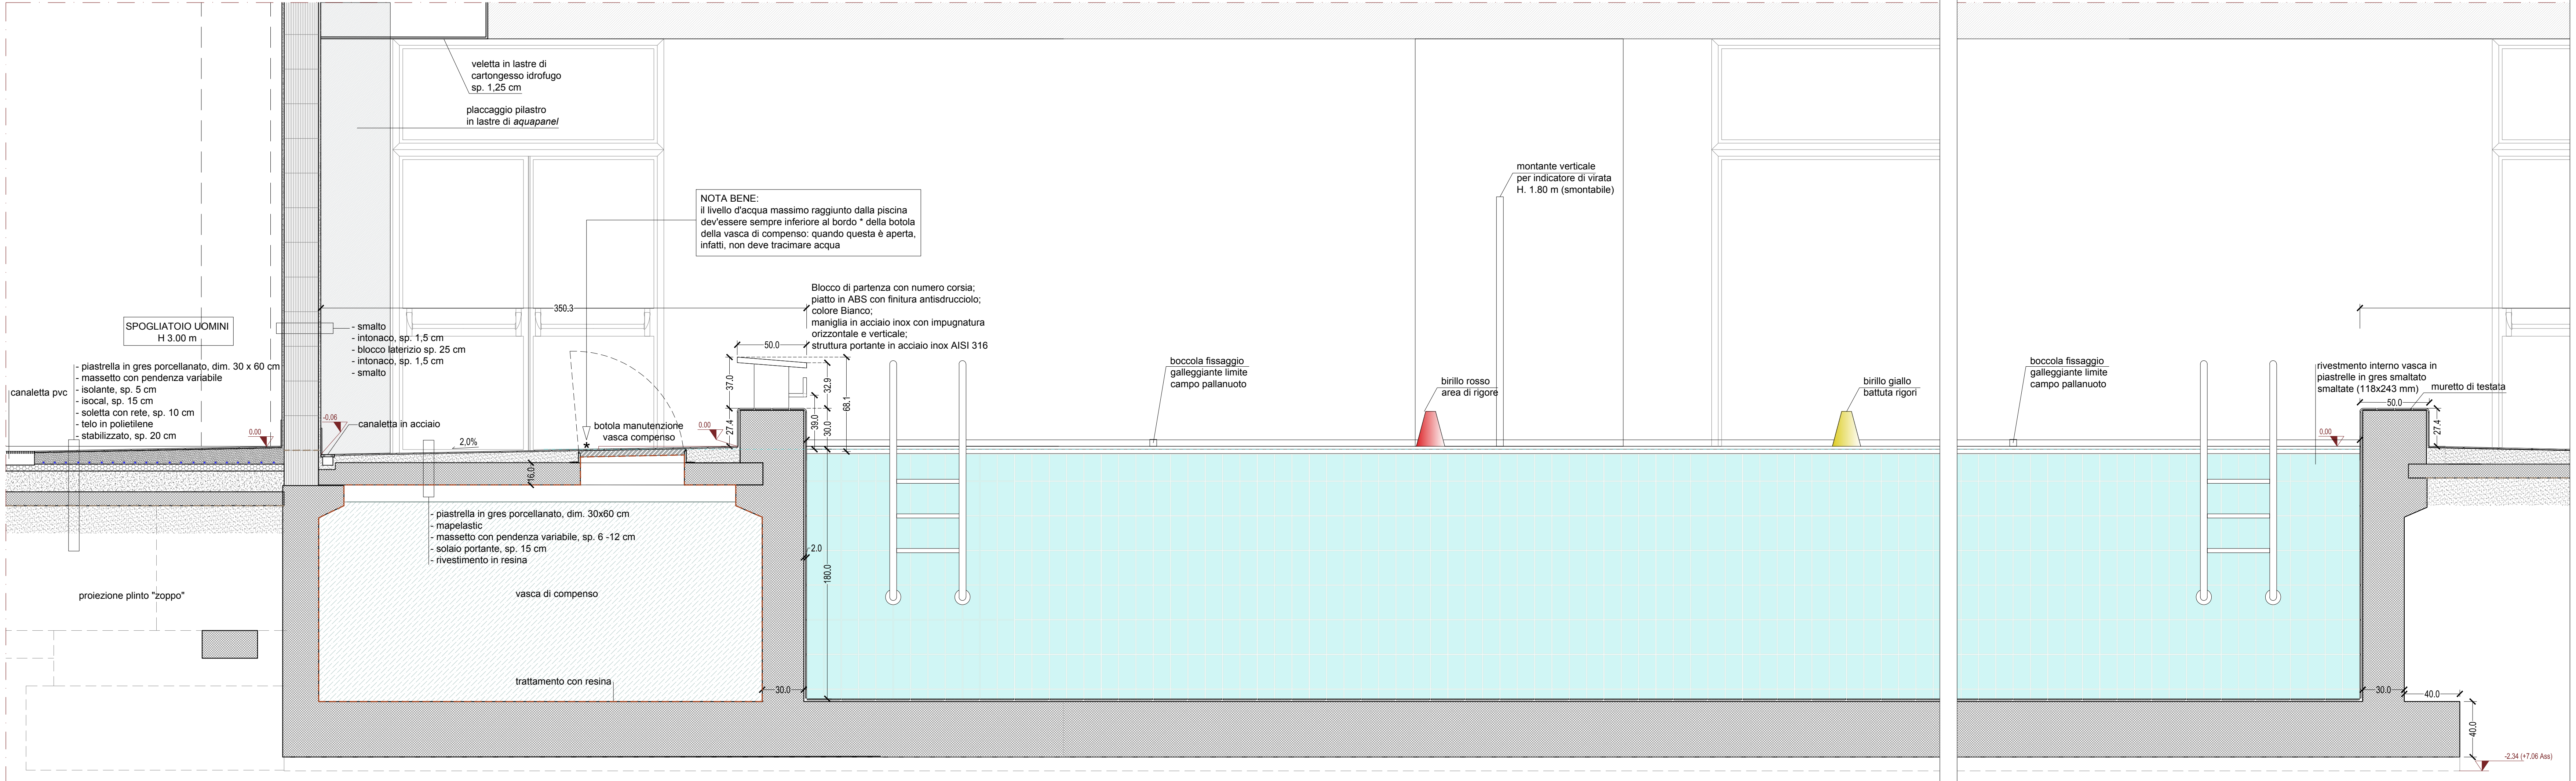 veletta in lastre di
cartongesso idrofugo
sp. 1,25 cm
placcaggio pilastro
in lastre di aquapanel
montante verticale
per indicatore di virata
H. 1.80 m (smontabile)
NOTA BENE:
il livello d'acqua massimo raggiunto dalla piscina
dev'essere sempre inferiore al bordo * della botola
della vasca di compenso: quando questa è aperta,
infatti, non deve tracimare acqua
Blocco di partenza con numero corsia;
piatto in ABS con finitura antisdrucciolo;
colore Bianco;
maniglia in acciaio inox con impugnatura
orizzontale e verticale;
struttura portante in acciaio inox AISI 316
350.3
50.0
SPOGLIATOIO UOMINI
H 3.00 m
- smalto
- intonaco, sp. 1,5 cm
- blocco laterizio sp. 25 cm
- intonaco, sp. 1,5 cm
- smalto
- piastrella in gres porcellanato, dim. 30 x 60 cm
- massetto con pendenza variabile
- isolante, sp. 5 cm
- isocal, sp. 15 cm
- soletta con rete, sp. 10 cm
- telo in polietilene
- stabilizzato, sp. 20 cm
canaletta pvc
0.00
-0.06
canaletta in acciaio
2,0%
botola manutenzione
vasca compenso
*
0.00
37.0
27.4
32.9
39.0
30.0
68.1
boccola fissaggio
galleggiante limite
campo pallanuoto
birillo rosso
area di rigore
birillo giallo
battuta rigori
boccola fissaggio
galleggiante limite
campo pallanuoto
rivestmento interno vasca in
piastrelle in gres smaltato
smaltate (118x243 mm)
muretto di testata
50.0
27.4
0.00
16.0
- piastrella in gres porcellanato, dim. 30x60 cm
- mapelastic
- massetto con pendenza variabile, sp. 6 -12 cm
- solaio portante, sp. 15 cm
- rivestimento in resina
2.0
180.0
proiezione plinto "zoppo"
vasca di compenso
trattamento con resina
30.0
30.0
40.0
40.0
-2.34 (+7.06 Ass)